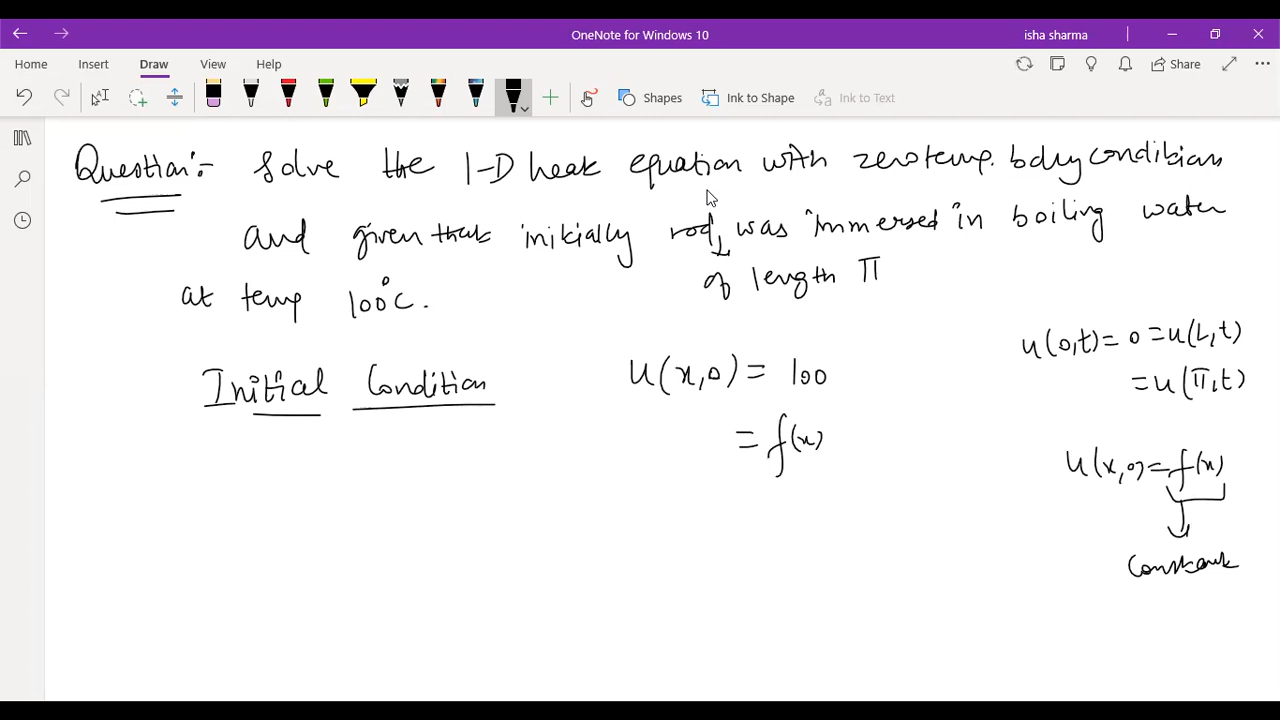 OneNote for Windows 10
isha sharma
Home Insert Draw View Help
Share
Shapes
Ink to Shape
Ink to Text
Question:- Solve the 1-D heat equation with zero temp. bdry conditions
and given that initially rod was immersed in boiling water
of length π
at temp 100°C.
Initial Condition
u(x,0) = 100
= f(x)
u(0,t) = 0 = u(L,t)
= u(π,t)
u(x,0) = f(x)
Constant